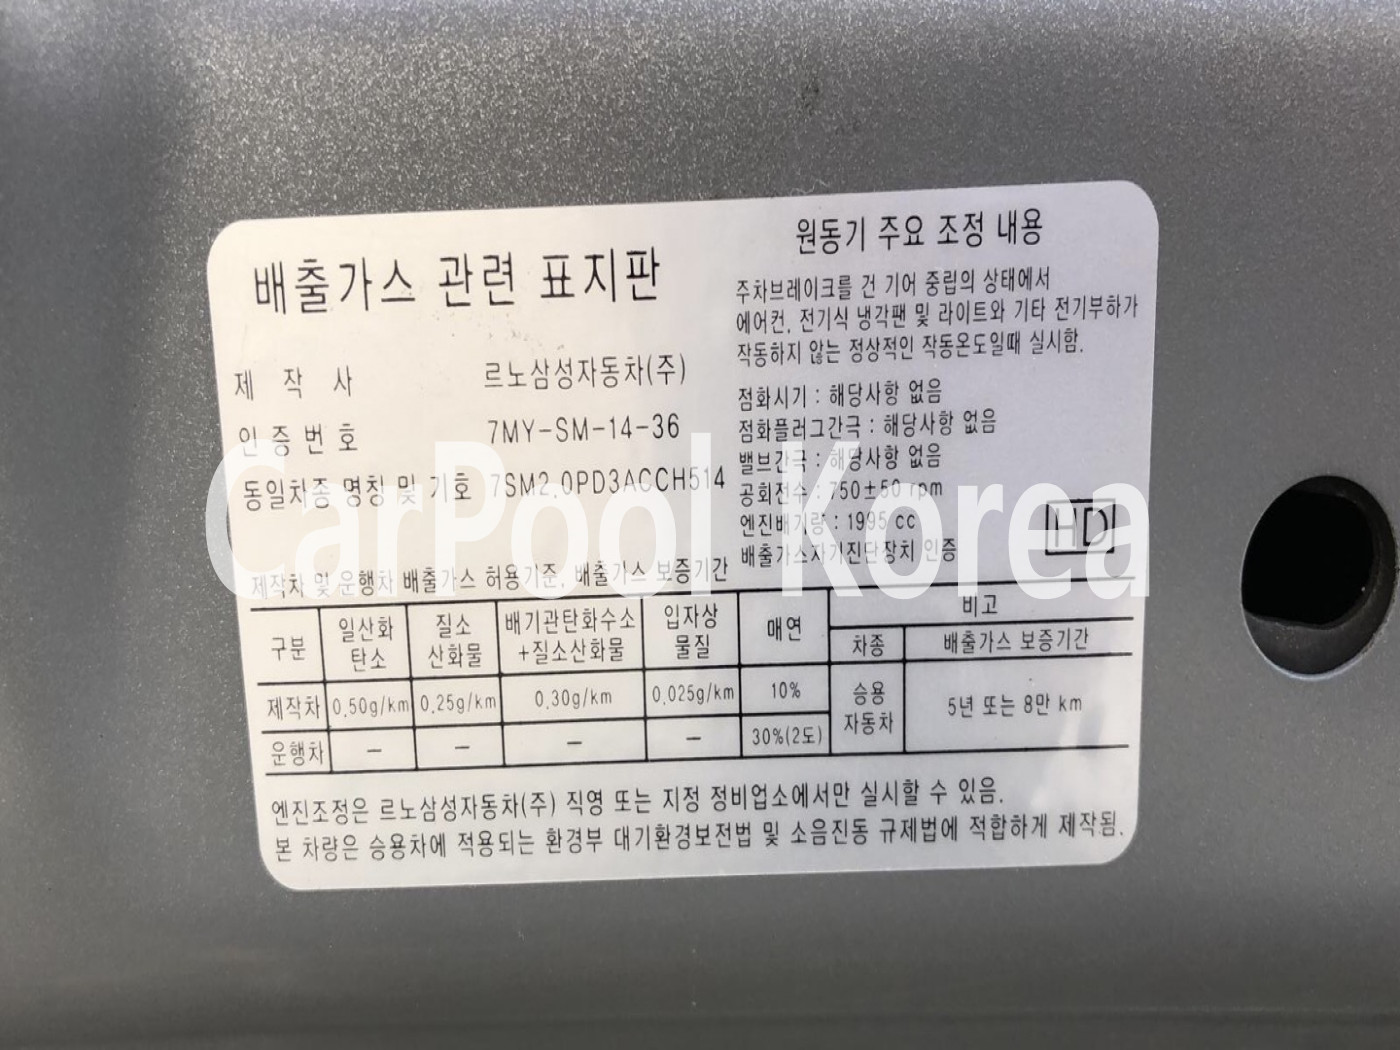 배출가스 관련 표지판
제 작 사 르노삼성자동차(주)
인 증 번 호 7MY-SM-14-36
동일차종 명칭 및 기호 7SM2.0PD3ACCH514
원동기 주요 조정 내용
주차브레이크를 건 기어 중립의 상태에서
에어컨, 전기식 냉각팬 및 라이트와 기타 전기부하가
작동하지 않는 정상적인 작동온도일때 실시함.
점화시기 : 해당사항 없음
점화플러그간극 : 해당사항 없음
밸브간극 : 해당사항 없음
공회전수 : 750±50 rpm
엔진배기량 : 1995 cc
배출가스자기진단장치 인증
HD
CarPool Korea
제작차 및 운행차 배출가스 허용기준, 배출가스 보증기간
구분 일산화탄소 질소산화물 배기관탄화수소+질소산화물 입자상물질 매연 비고
차종 배출가스 보증기간
제작차 0.50g/km 0.25g/km 0.30g/km 0.025g/km 10% 승용자동차 5년 또는 8만 km
운행차 - - - - 30%(2도)
엔진조정은 르노삼성자동차(주) 직영 또는 지정 정비업소에서만 실시할 수 있음.
본 차량은 승용차에 적용되는 환경부 대기환경보전법 및 소음진동 규제법에 적합하게 제작됨.